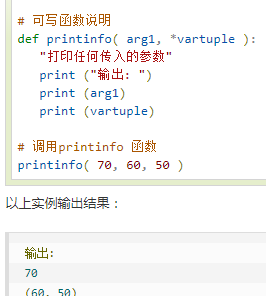 # 可写函数说明
def printinfo( arg1, *vartuple ):
   "打印任何传入的参数"
   print ("输出: ")
   print (arg1)
   print (vartuple)
# 调用printinfo 函数
printinfo( 70, 60, 50 )
以上实例输出结果：
输出:
70
(60, 50)